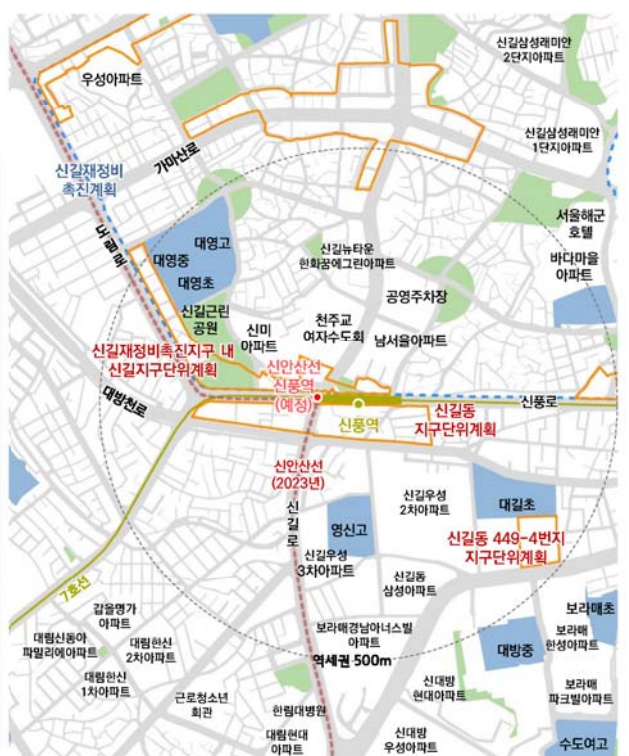 신길삼성래미안
2단지아파트
우성아파트
신길삼성래미안
1단지아파트
가마산로
신길재정비
촉진계획
도림로
서울해군
호텔
대영고
대영중
신길뉴타운
한화꿈에그린아파트
바다마을
아파트
대영초
공영주차장
신길근린
공원
신미
아파트
천주교
여자수도회
남서울아파트
신길재정비촉진지구 내
신길지구단위계획
신안산선
신풍역
(예정)
대방천로
신풍로
신풍역
신길동
지구단위계획
신안산선
(2023년)
신길우성
2차아파트
대길초
신길로
영신고
신길동 449-4번지
지구단위계획
신길우성
3차아파트
신길동
삼성아파트
7호선
갑을명가
아파트
보라매초
보라매경남아너스빌
아파트
보라매
한성아파트
대림신동아
파밀리에아파트
대림한신
2차아파트
대방중
역세권 500m
대림한신
1차아파트
신대방
현대아파트
보라매
파크빌아파트
근로청소년
회관
한림대병원
대림현대
아파트
신대방
우성아파트
수도여고